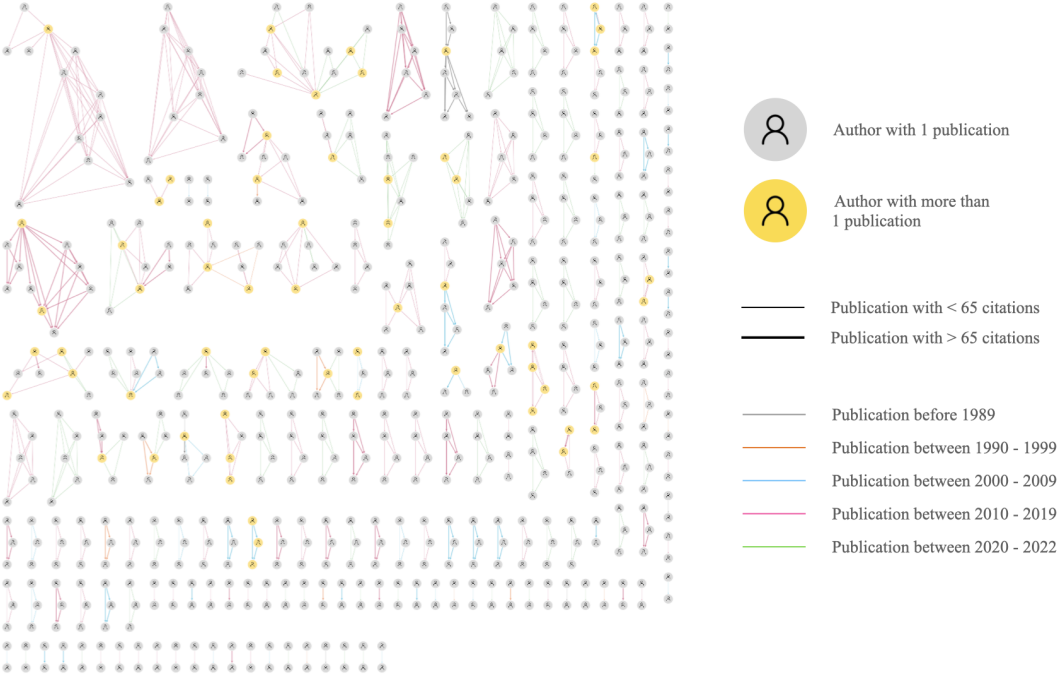 Author with 1 publication
Author with more than
1 publication
Publication with < 65 citations
Publication with > 65 citations
Publication before 1989
Publication between 1990 - 1999
Publication between 2000 - 2009
Publication between 2010 - 2019
Publication between 2020 - 2022